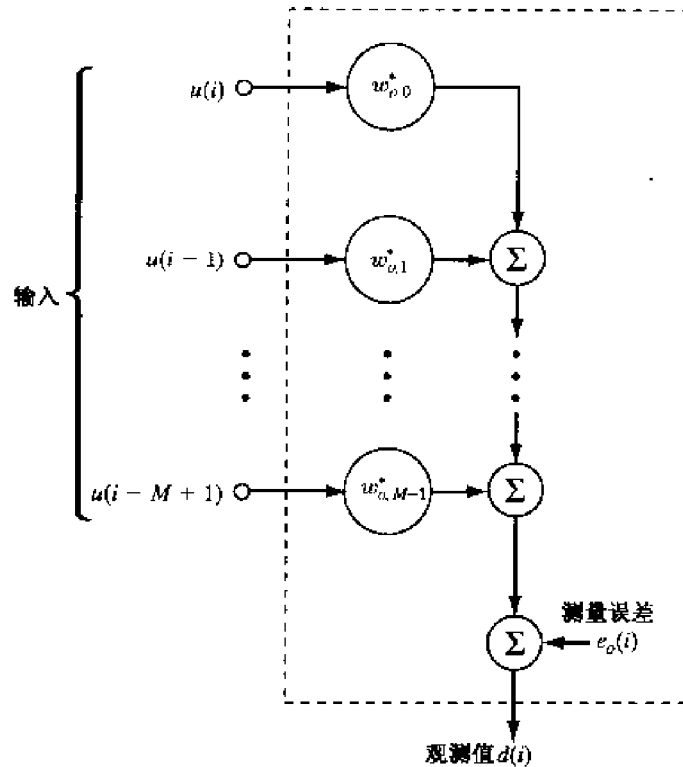 u(i)
w*o,0
u(i − 1)
w*o,1
Σ
输入
u(i − M + 1)
w*o,M−1
Σ
测量误差
Σ
eo(i)
观测值 d(i)